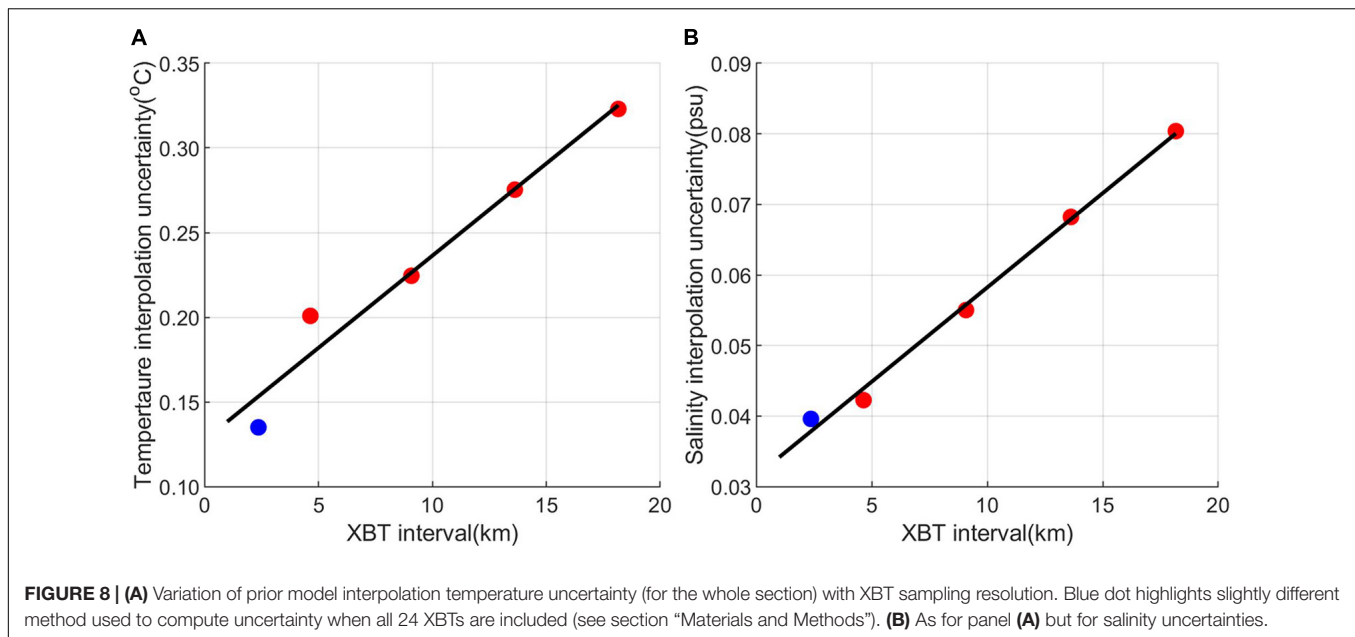 A
B
0.35
0.30
0.25
0.20
0.15
0.10
Tempertaure interpolation uncertainty(°C)
0 5 10 15 20
XBT interval(km)
0.09
0.08
0.07
0.06
0.05
0.04
0.03
Salinity interpolation uncertainty(psu)
0 5 10 15 20
XBT interval(km)
FIGURE 8 | (A) Variation of prior model interpolation temperature uncertainty (for the whole section) with XBT sampling resolution. Blue dot highlights slightly different
method used to compute uncertainty when all 24 XBTs are included (see section “Materials and Methods”). (B) As for panel (A) but for salinity uncertainties.